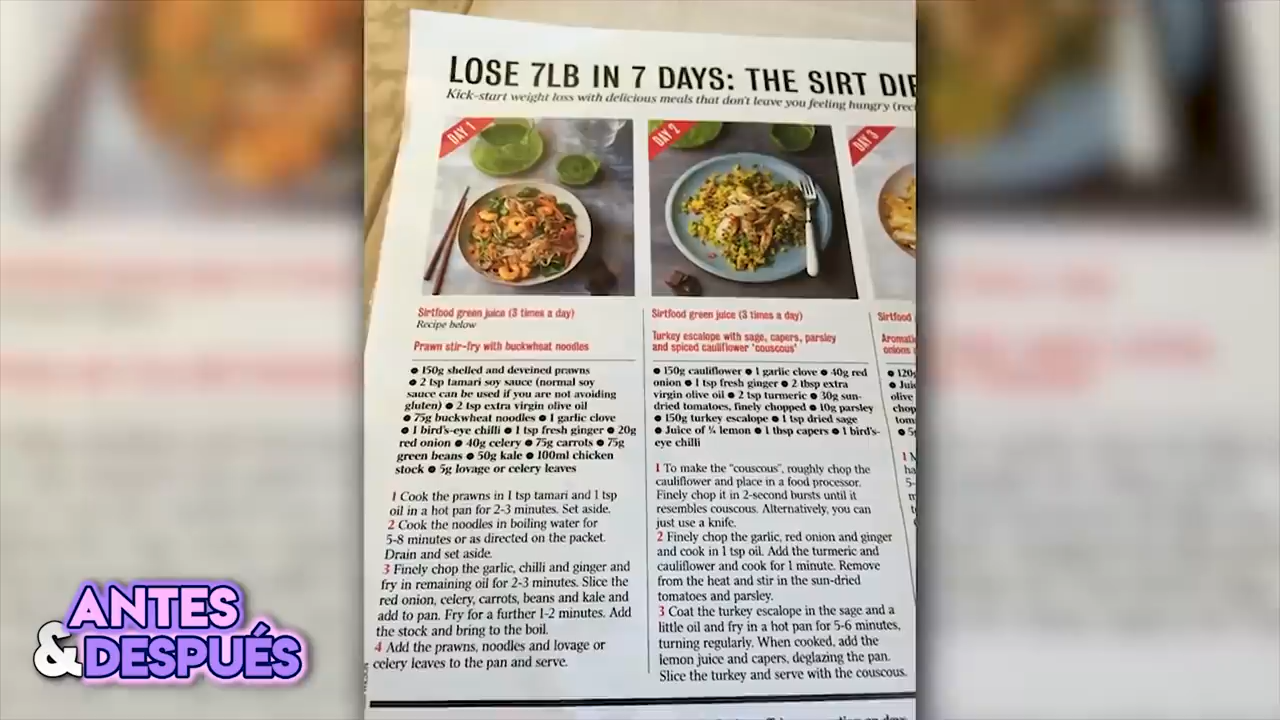 LOSE 7LB IN 7 DAYS: THE SIRT
Kick-start weight loss with delicious meals that don't leave you feeling hungry
DAY 1
DAY 2
DAY 3
Sirtfood green juice (3 times a day)
Recipe below
Prawn stir-fry with buckwheat noodles
● 150g shelled and deveined prawns
● 2 tsp tamari soy sauce (normal soy
sauce can be used if you are not avoiding
gluten) ● 2 tsp extra virgin olive oil
● 75g buckwheat noodles ● 1 garlic clove
● 1 bird's-eye chilli ● 1 tsp fresh ginger ● 20g
red onion ● 40g celery ● 75g carrots ● 75g
green beans ● 50g kale ● 100ml chicken
stock ● 5g lovage or celery leaves
1 Cook the prawns in 1 tsp tamari and 1 tsp
oil in a hot pan for 2-3 minutes. Set aside.
2 Cook the noodles in boiling water for
5-8 minutes or as directed on the packet.
Drain and set aside.
3 Finely chop the garlic, chilli and ginger and
fry in remaining oil for 2-3 minutes. Slice the
red onion, celery, carrots, beans and kale and
add to pan. Fry for a further 1-2 minutes. Add
the stock and bring to the boil.
4 Add the prawns, noodles and lovage or
celery leaves to the pan and serve.
Sirtfood green juice (3 times a day)
Turkey escalope with sage, capers, parsley
and spiced cauliflower 'couscous'
● 150g cauliflower ● 1 garlic clove ● 40g red
onion ● 1 tsp fresh ginger ● 2 tbsp extra
virgin olive oil ● 2 tsp turmeric ● 30g sun-
dried tomatoes, finely chopped ● 10g parsley
● 150g turkey escalope ● 1 tsp dried sage
● Juice of ¼ lemon ● 1 tbsp capers ● 1 bird's-
eye chilli
1 To make the "couscous", roughly chop the
cauliflower and place in a food processor.
Finely chop it in 2-second bursts until it
resembles couscous. Alternatively, you can
just use a knife.
2 Finely chop the garlic, red onion and ginger
and cook in 1 tsp oil. Add the turmeric and
cauliflower and cook for 1 minute. Remove
from the heat and stir in the sun-dried
tomatoes and parsley.
3 Coat the turkey escalope in the sage and a
little oil and fry in a hot pan for 5-6 minutes,
turning regularly. When cooked, add the
lemon juice and capers, deglazing the pan.
Slice the turkey and serve with the couscous.
Sirtfood
onions
● 120g
olive
ANTES
&DESPUÉS